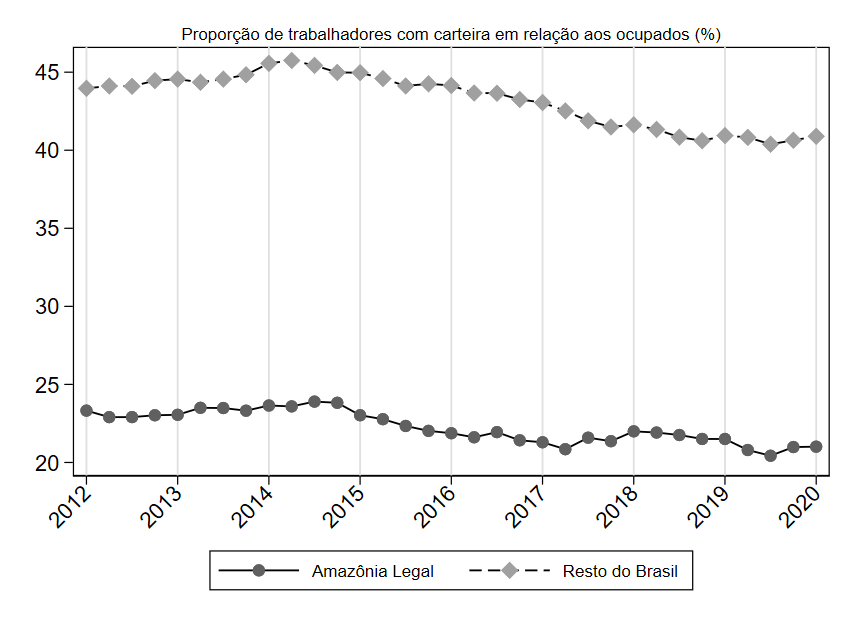 Proporção de trabalhadores com carteira em relação aos ocupados (%)
45
40
35
30
25
20
2012 2013 2014 2015 2016 2017 2018 2019 2020
Amazônia Legal Resto do Brasil